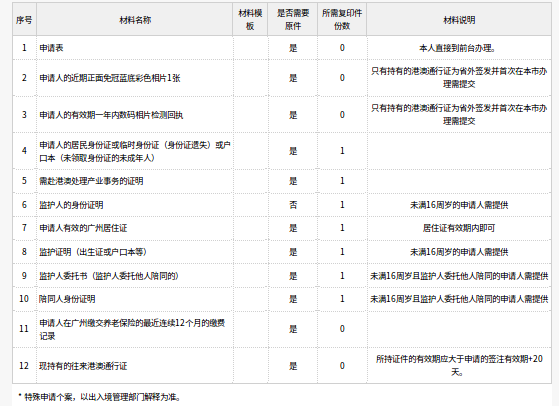 序号 材料名称 材料模板 是否需要原件 所需复印件份数 材料说明
1 申请表 是 0 本人直接到前台办理。
2 申请人的近期正面免冠蓝底彩色相片1张 是 0 只有持有的港澳通行证为省外签发并首次在本市办理需提交
3 申请人的有效期一年内数码相片检测回执 是 0 只有持有的港澳通行证为省外签发并首次在本市办理需提交
4 申请人的居民身份证或临时身份证（身份证遗失）或户口本（未领取身份证的未成年人） 是 1
5 需赴港澳处理产业事务的证明 是 1
6 监护人的身份证明 否 1 未满16周岁的申请人需提供
7 申请人有效的广州居住证 是 1 居住证有效期内即可
8 监护证明（出生证或户口本等） 是 1 未满16周岁的申请人需提供
9 监护人委托书（监护人委托他人陪同的） 是 1 未满16周岁且监护人委托他人陪同的申请人需提供
10 陪同人身份证明 是 1 未满16周岁且监护人委托他人陪同的申请人需提供
11 申请人在广州缴交养老保险的最近连续12个月的缴费记录 是 0
12 现持有的往来港澳通行证 是 0 所持证件的有效期应大于申请的签注有效期+20天。
* 特殊申请个案，以出入境管理部门解释为准。